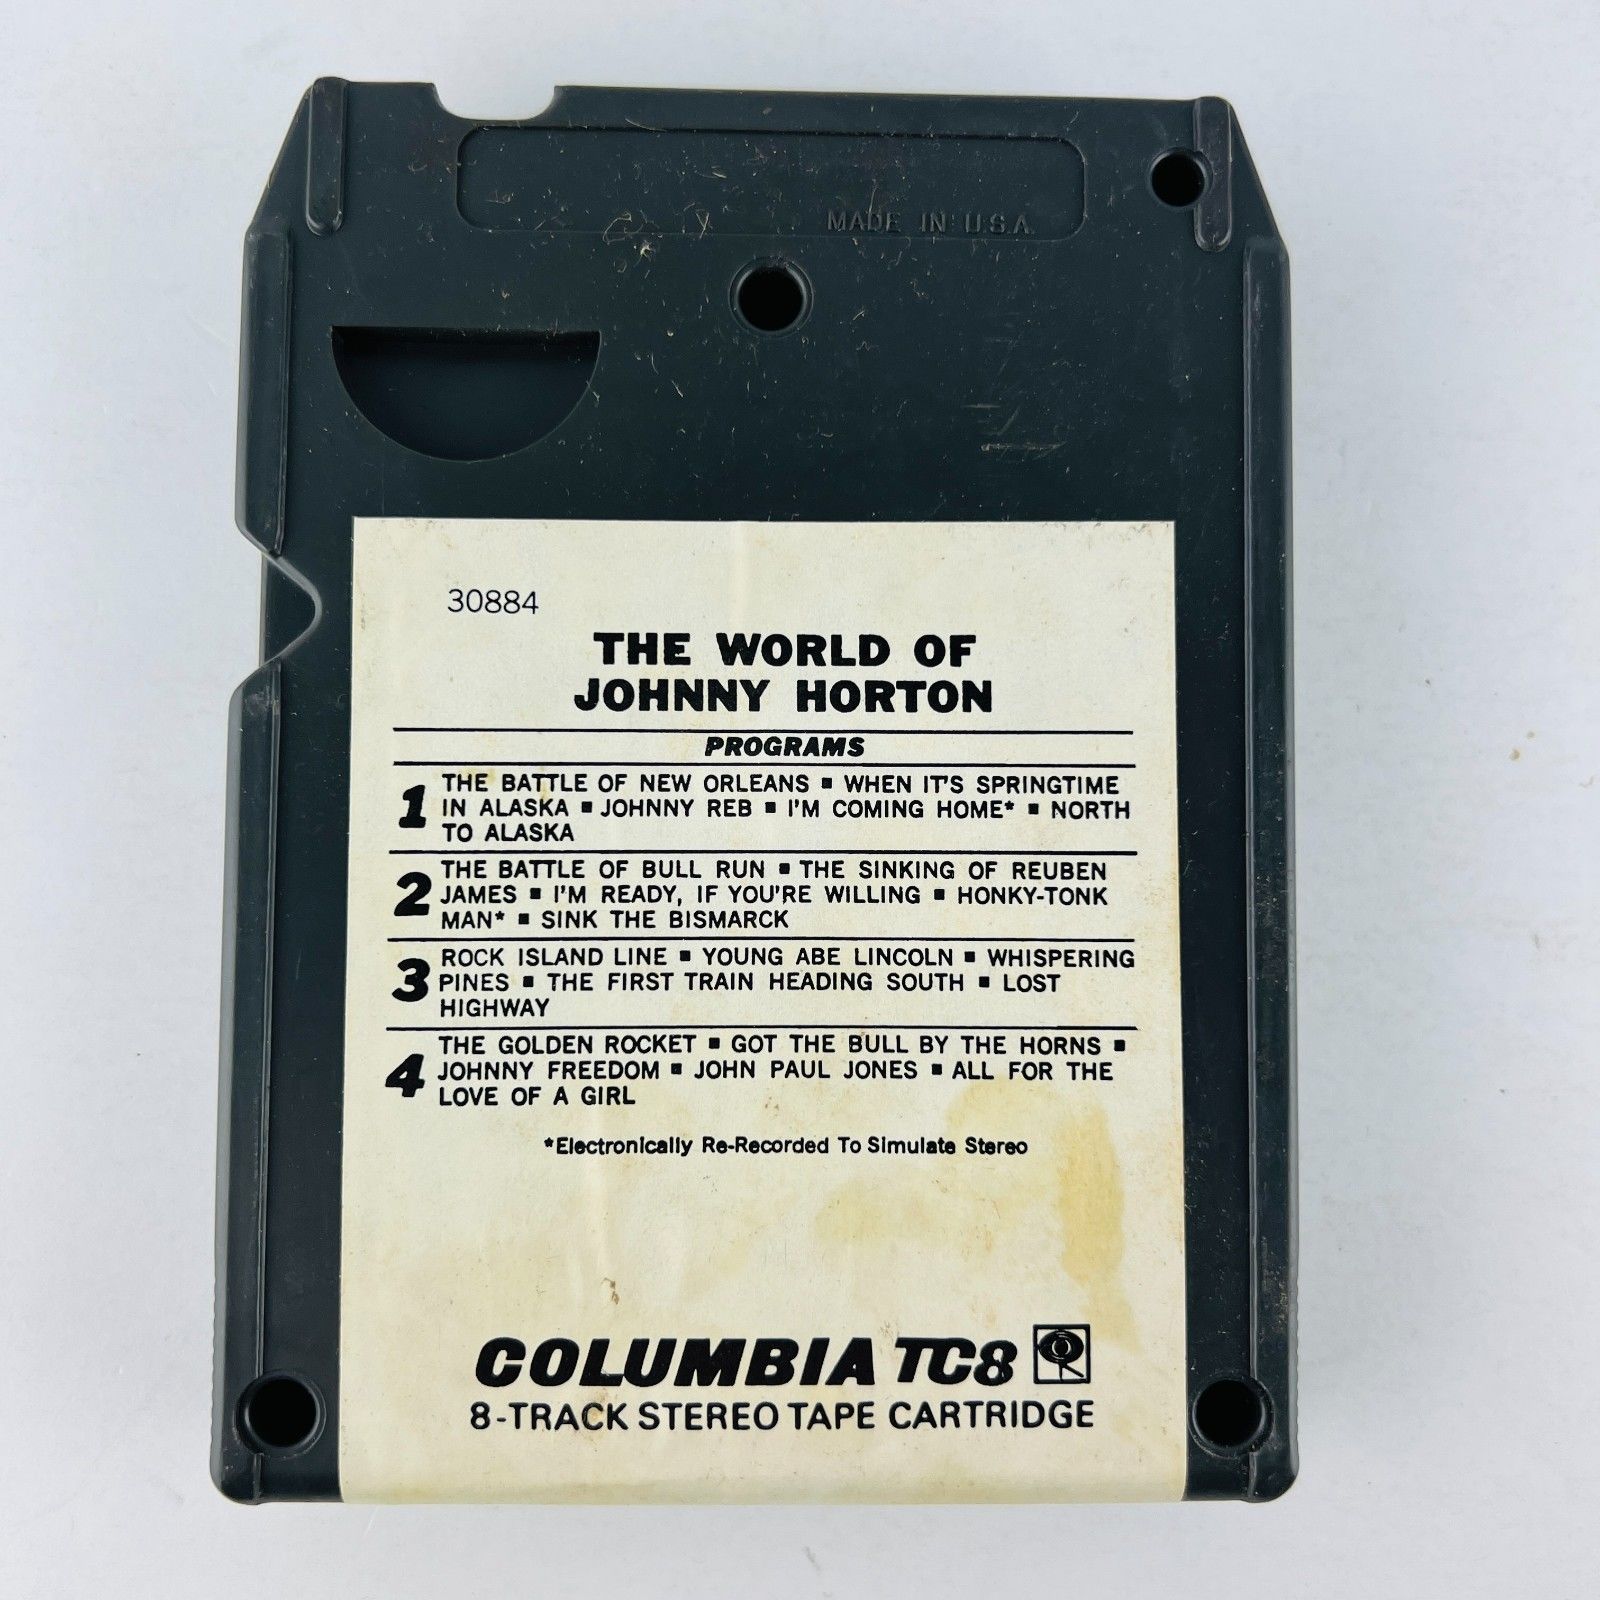 MADE IN U.S.A.
30884
THE WORLD OF
JOHNNY HORTON
PROGRAMS
1 THE BATTLE OF NEW ORLEANS ▪ WHEN IT'S SPRINGTIME
IN ALASKA ▪ JOHNNY REB ▪ I'M COMING HOME* ▪ NORTH
TO ALASKA
2 THE BATTLE OF BULL RUN ▪ THE SINKING OF REUBEN
JAMES ▪ I'M READY, IF YOU'RE WILLING ▪ HONKY-TONK
MAN* ▪ SINK THE BISMARCK
3 ROCK ISLAND LINE ▪ YOUNG ABE LINCOLN ▪ WHISPERING
PINES ▪ THE FIRST TRAIN HEADING SOUTH ▪ LOST
HIGHWAY
4 THE GOLDEN ROCKET ▪ GOT THE BULL BY THE HORNS ▪
JOHNNY FREEDOM ▪ JOHN PAUL JONES ▪ ALL FOR THE
LOVE OF A GIRL
*Electronically Re-Recorded To Simulate Stereo
COLUMBIA TC8
8-TRACK STEREO TAPE CARTRIDGE